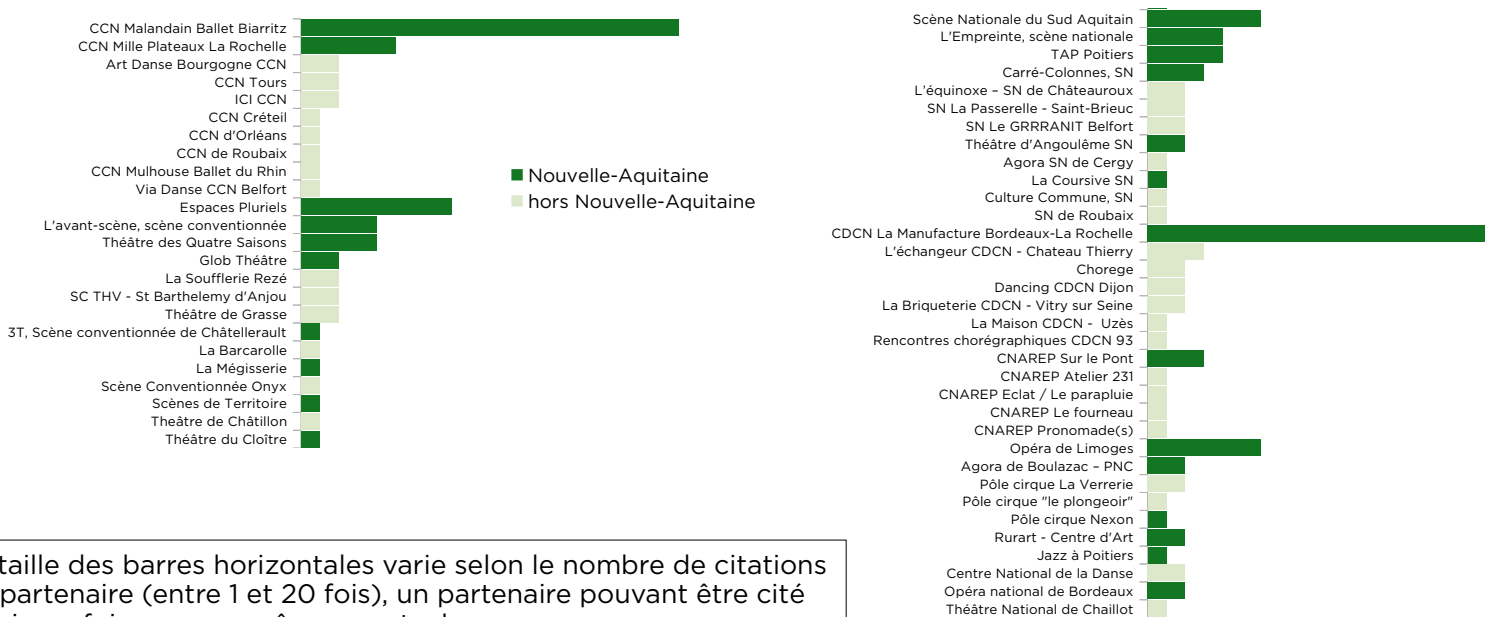 CCN Malandain Ballet Biarritz
CCN Mille Plateaux La Rochelle
Art Danse Bourgogne CCN
CCN Tours
ICI CCN
CCN Créteil
CCN d'Orléans
CCN de Roubaix
CCN Mulhouse Ballet du Rhin
Via Danse CCN Belfort
Espaces Pluriels
L'avant-scène, scène conventionnée
Théâtre des Quatre Saisons
Glob Théâtre
La Soufflerie Rezé
SC THV - St Barthelemy d'Anjou
Théâtre de Grasse
3T, Scène conventionnée de Châtellerault
La Barcarolle
La Mégisserie
Scène Conventionnée Onyx
Scènes de Territoire
Theâtre de Châtillon
Théâtre du Cloître
Nouvelle-Aquitaine
hors Nouvelle-Aquitaine
Scène Nationale du Sud Aquitain
L'Empreinte, scène nationale
TAP Poitiers
Carré-Colonnes, SN
L'équinoxe – SN de Châteauroux
SN La Passerelle - Saint-Brieuc
SN Le GRRRANIT Belfort
Théâtre d'Angoulême SN
Agora SN de Cergy
La Coursive SN
Culture Commune, SN
SN de Roubaix
CDCN La Manufacture Bordeaux-La Rochelle
L'échangeur CDCN - Chateau Thierry
Chorege
Dancing CDCN Dijon
La Briqueterie CDCN - Vitry sur Seine
La Maison CDCN - Uzès
Rencontres chorégraphiques CDCN 93
CNAREP Sur le Pont
CNAREP Atelier 231
CNAREP Eclat / Le parapluie
CNAREP Le fourneau
CNAREP Pronomade(s)
Opéra de Limoges
Agora de Boulazac – PNC
Pôle cirque La Verrerie
Pôle cirque "le plongeoir"
Pôle cirque Nexon
Rurart - Centre d'Art
Jazz à Poitiers
Centre National de la Danse
Opéra national de Bordeaux
Théâtre National de Chaillot
taille des barres horizontales varie selon le nombre de citations
partenaire (entre 1 et 20 fois), un partenaire pouvant être cité